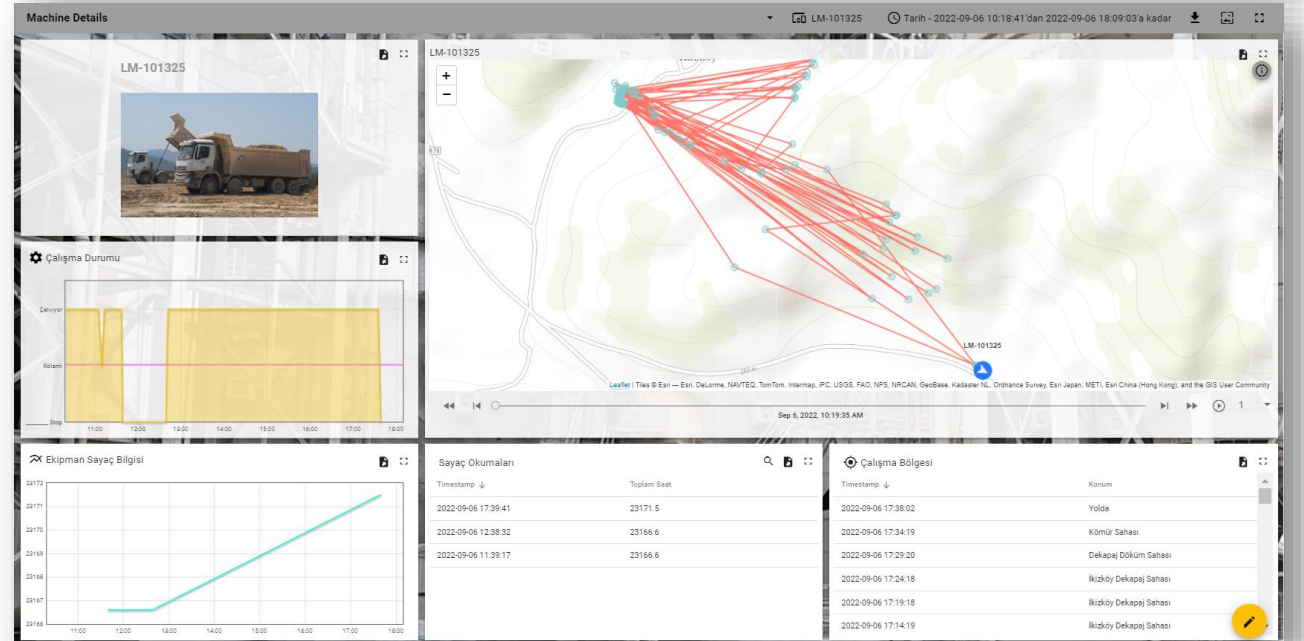 Machine Details
LM-101325
Tarih - 2022-09-06 10:18:41'dan 2022-09-06 18:09:03'a kadar
LM-101325
LM-101325
+
−
LM-101325
Leaflet | Tiles © Esri — Esri, DeLorme, NAVTEQ, TomTom, Intermap, iPC, USGS, FAO, NPS, NRCAN, GeoBase, Kadaster NL, Ordnance Survey, Esri Japan, METI, Esri China (Hong Kong), and the GIS User Community
Sep 6, 2022, 10:19:35 AM
1
Çalışma Durumu
Çalışıyor
Rölanti
Stop
11:00 12:00 13:00 14:00 15:00 16:00 17:00 18:00
Ekipman Sayaç Bilgisi
23172
23171
23170
23169
23168
23167
23166
11:00 12:00 13:00 14:00 15:00 16:00 17:00 18:00
Sayaç Okumaları
Timestamp Toplam Saat
2022-09-06 17:39:41 23171.5
2022-09-06 12:38:32 23166.6
2022-09-06 11:39:17 23166.6
Çalışma Bölgesi
Timestamp Konum
2022-09-06 17:38:02 Yolda
2022-09-06 17:34:19 Kömür Sahası
2022-09-06 17:29:20 Dekapaj Döküm Sahası
2022-09-06 17:24:18 İkizköy Dekapaj Sahası
2022-09-06 17:19:18 İkizköy Dekapaj Sahası
2022-09-06 17:14:19 İkizköy Dekapaj Sahası